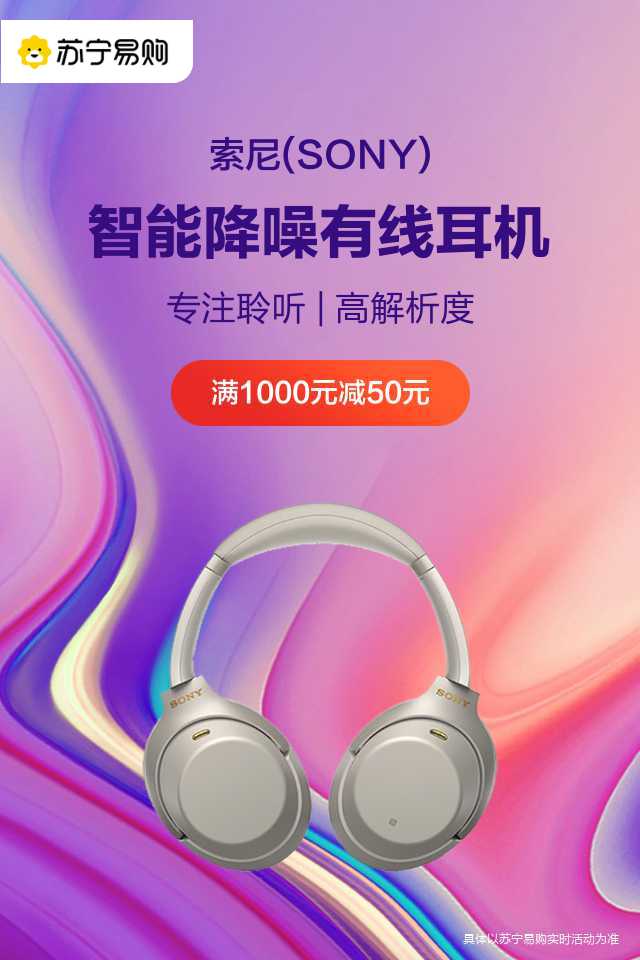 苏宁易购
索尼(SONY)
智能降噪有线耳机
专注聆听 | 高解析度
满1000元减50元
SONY
SONY
具体以苏宁易购实时活动为准